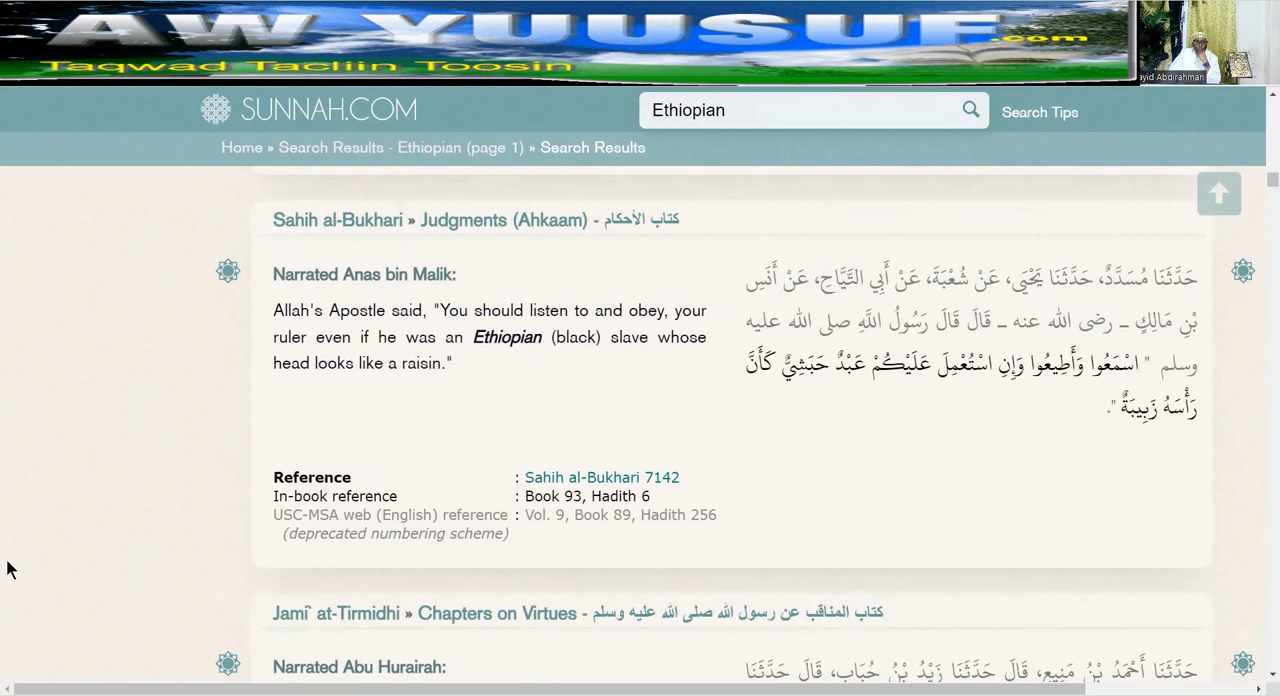 AW YUUSUF.com
Taqwad Tacliin Toosin
ayid Abdirahman
SUNNAH.COM
Ethiopian
Search Tips
Home » Search Results - Ethiopian (page 1) » Search Results
Sahih al-Bukhari » Judgments (Ahkaam) - كتاب الأحكام
Narrated Anas bin Malik:
Allah's Apostle said, "You should listen to and obey, your
ruler even if he was an Ethiopian (black) slave whose
head looks like a raisin."
حَدَّثَنَا مُسَدَّدٌ، حَدَّثَنَا يَحْيَى، عَنْ شُعْبَةَ، عَنْ أَبِي التَّيَّاحِ، عَنْ أَنَسِ
بْنِ مَالِكٍ ـ رضى الله عنه ـ قَالَ قَالَ رَسُولُ اللَّهِ صلى الله عليه
وسلم ‏"‏ اسْمَعُوا وَأَطِيعُوا وَإِنِ اسْتُعْمِلَ عَلَيْكُمْ عَبْدٌ حَبَشِيٌّ كَأَنَّ
رَأْسَهُ زَبِيبَةٌ ‏"‏‏.‏
Reference : Sahih al-Bukhari 7142
In-book reference : Book 93, Hadith 6
USC-MSA web (English) reference : Vol. 9, Book 89, Hadith 256
(deprecated numbering scheme)
Jami` at-Tirmidhi » Chapters on Virtues - كتاب المناقب عن رسول الله صلى الله عليه وسلم
Narrated Abu Hurairah:
حَدَّثَنَا أَحْمَدُ بْنُ مَنِيعٍ، قَالَ حَدَّثَنَا زَيْدُ بْنُ حُبَابٍ، قَالَ حَدَّثَنَا